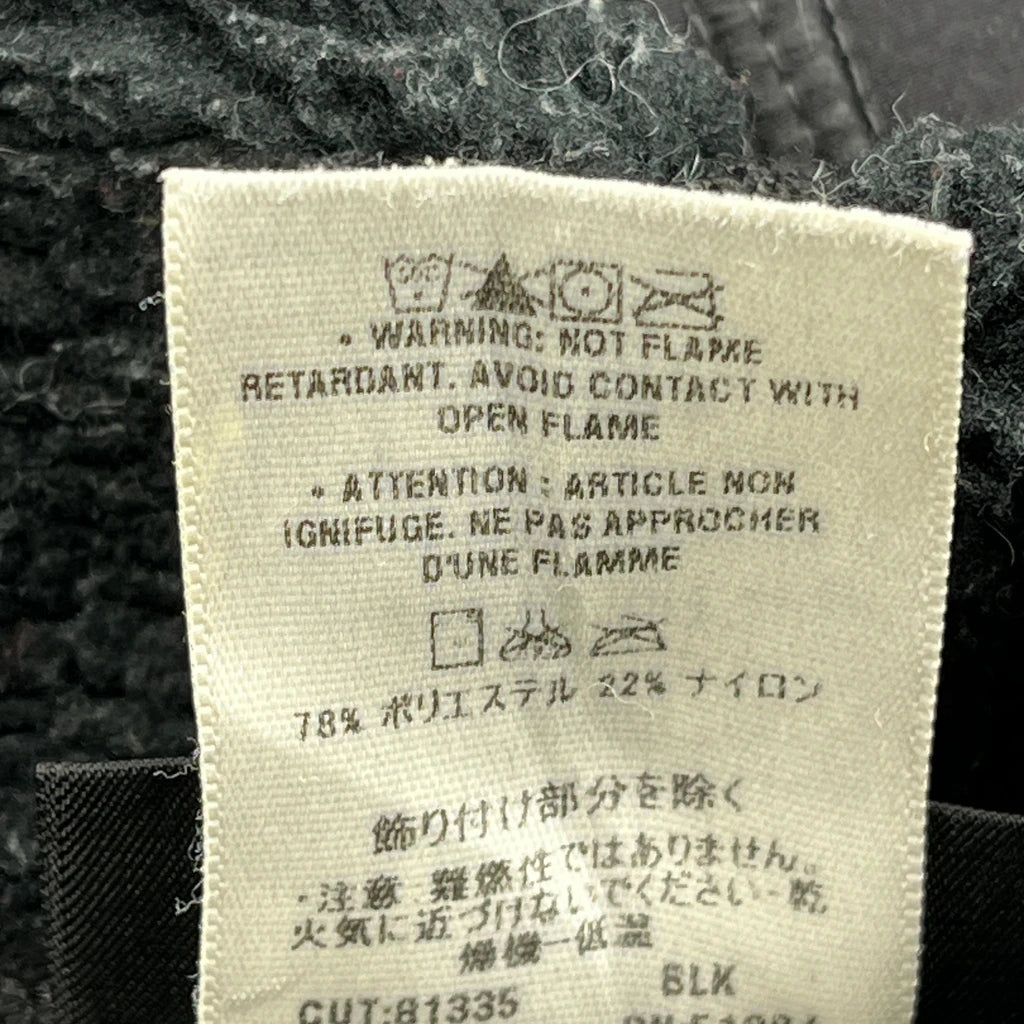 • WARNING: NOT FLAME
RETARDANT. AVOID CONTACT WITH
OPEN FLAME
• ATTENTION : ARTICLE NON
IGNIFUGE. NE PAS APPROCHER
D'UNE FLAMME
78% ポリエステル 22% ナイロン
飾り付け部分を除く
・注意 難燃性ではありません。
火気に近づけないでください・乾
燥機一低温
BLK
CUT:81335